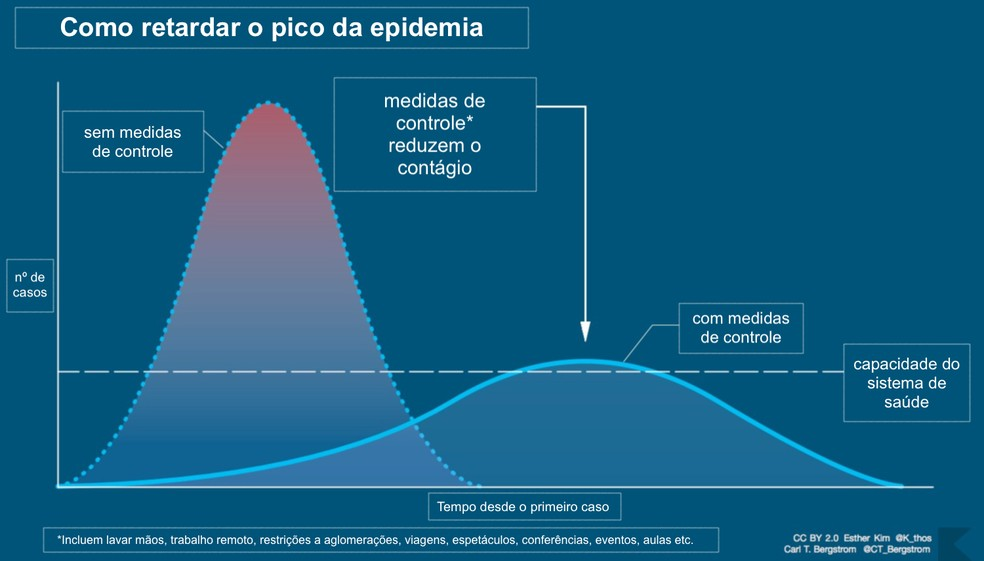 Como retardar o pico da epidemia
sem medidas
de controle
medidas de
controle*
reduzem o
contágio
nº de
casos
com medidas
de controle
capacidade do
sistema de
saúde
Tempo desde o primeiro caso
*Incluem lavar mãos, trabalho remoto, restrições a aglomerações, viagens, espetáculos, conferências, eventos, aulas etc.
CC BY 2.0 Esther Kim @K_thos
Carl T. Bergstrom @CT_Bergstrom